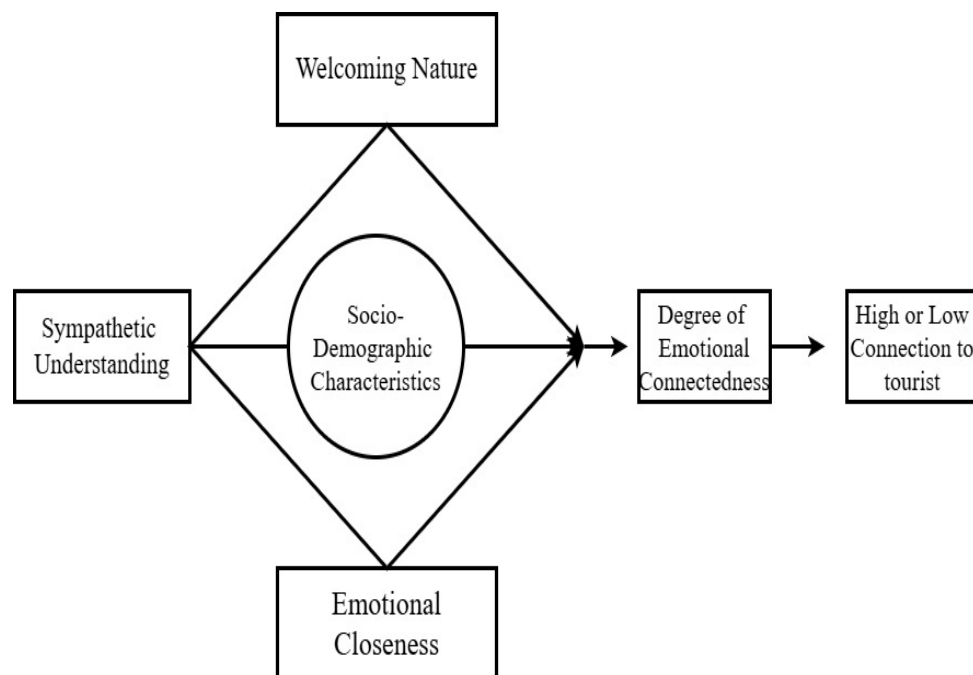 Welcoming Nature
Sympathetic
Understanding
Socio-
Demographic
Characteristics
Degree of
Emotional
Connectedness
High or Low
Connection to
tourist
Emotional
Closeness